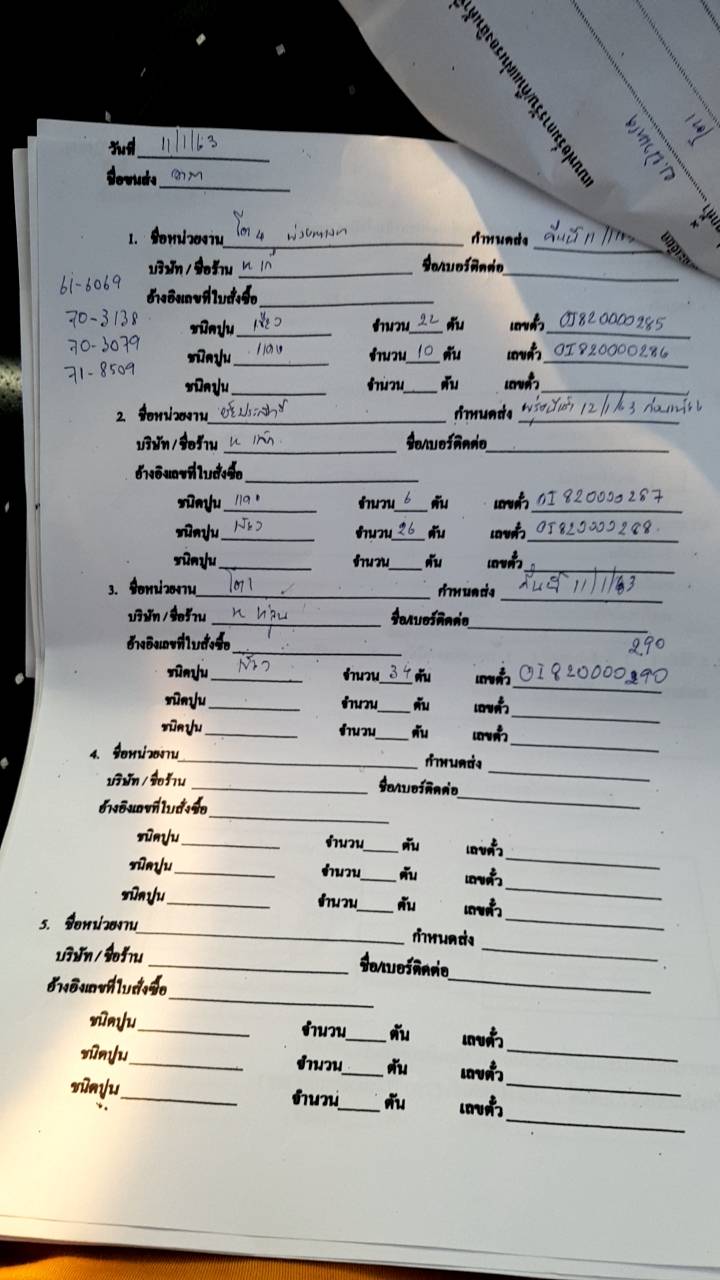 วันที่ 11/1/63
ชื่อขนส่ง
1. ชื่อหน่วยงาน โต 4 กำหนดส่ง คืนนี้ 11/1/63
บริษัท / ชื่อร้าน ห เก๋ ชื่อ/เบอร์ติดต่อ
61-6069
อ้างอิงเลขที่ใบสั่งซื้อ
70-3138
ชนิดปูน เขียว จำนวน 22 ตัน เลขตั๋ว OI820000285
70-3079
ชนิดปูน แดง จำนวน 10 ตัน เลขตั๋ว OI820000286
71-8509
ชนิดปูน จำนวน ตัน เลขตั๋ว
2. ชื่อหน่วยงาน กำหนดส่ง พรุ่งนี้เช้า 12/1/63 ก่อนเที่ยง
บริษัท / ชื่อร้าน ห ชื่อ/เบอร์ติดต่อ
อ้างอิงเลขที่ใบสั่งซื้อ
ชนิดปูน แดง จำนวน 6 ตัน เลขตั๋ว OI820000287
ชนิดปูน เขียว จำนวน 26 ตัน เลขตั๋ว OI820000288
ชนิดปูน จำนวน ตัน เลขตั๋ว
3. ชื่อหน่วยงาน โต 1 กำหนดส่ง คืนนี้ 11/1/63
บริษัท / ชื่อร้าน ห ชื่อ/เบอร์ติดต่อ
อ้างอิงเลขที่ใบสั่งซื้อ 290
ชนิดปูน เขียว จำนวน 34 ตัน เลขตั๋ว OI820000290
ชนิดปูน จำนวน ตัน เลขตั๋ว
ชนิดปูน จำนวน ตัน เลขตั๋ว
4. ชื่อหน่วยงาน กำหนดส่ง
บริษัท / ชื่อร้าน ชื่อ/เบอร์ติดต่อ
อ้างอิงเลขที่ใบสั่งซื้อ
ชนิดปูน จำนวน ตัน เลขตั๋ว
ชนิดปูน จำนวน ตัน เลขตั๋ว
ชนิดปูน จำนวน ตัน เลขตั๋ว
5. ชื่อหน่วยงาน กำหนดส่ง
บริษัท / ชื่อร้าน ชื่อ/เบอร์ติดต่อ
อ้างอิงเลขที่ใบสั่งซื้อ
ชนิดปูน จำนวน ตัน เลขตั๋ว
ชนิดปูน จำนวน ตัน เลขตั๋ว
ชนิดปูน จำนวน ตัน เลขตั๋ว